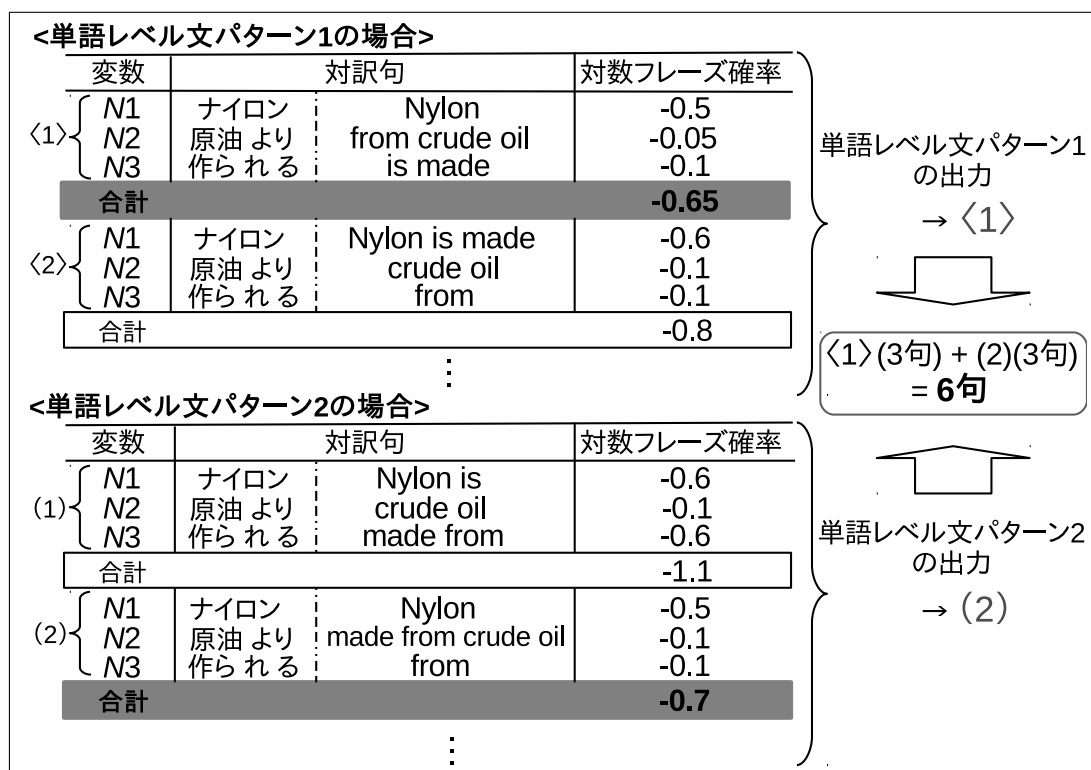 <単語レベル文パターン1の場合>
変数 対訳句 対数フレーズ確率
〈1〉 N1 ナイロン Nylon -0.5
N2 原油 より from crude oil -0.05
N3 作ら れ る is made -0.1
合計 -0.65
〈2〉 N1 ナイロン Nylon is made -0.6
N2 原油 より crude oil -0.1
N3 作ら れ る from -0.1
合計 -0.8
⋮
単語レベル文パターン1
の出力
→ 〈1〉
〈1〉(3句) + (2)(3句)
= 6句
<単語レベル文パターン2の場合>
変数 対訳句 対数フレーズ確率
(1) N1 ナイロン Nylon is -0.6
N2 原油 より crude oil -0.1
N3 作ら れ る made from -0.6
合計 -1.1
(2) N1 ナイロン Nylon -0.5
N2 原油 より made from crude oil -0.1
N3 作ら れ る from -0.1
合計 -0.7
⋮
単語レベル文パターン2
の出力
→ (2)